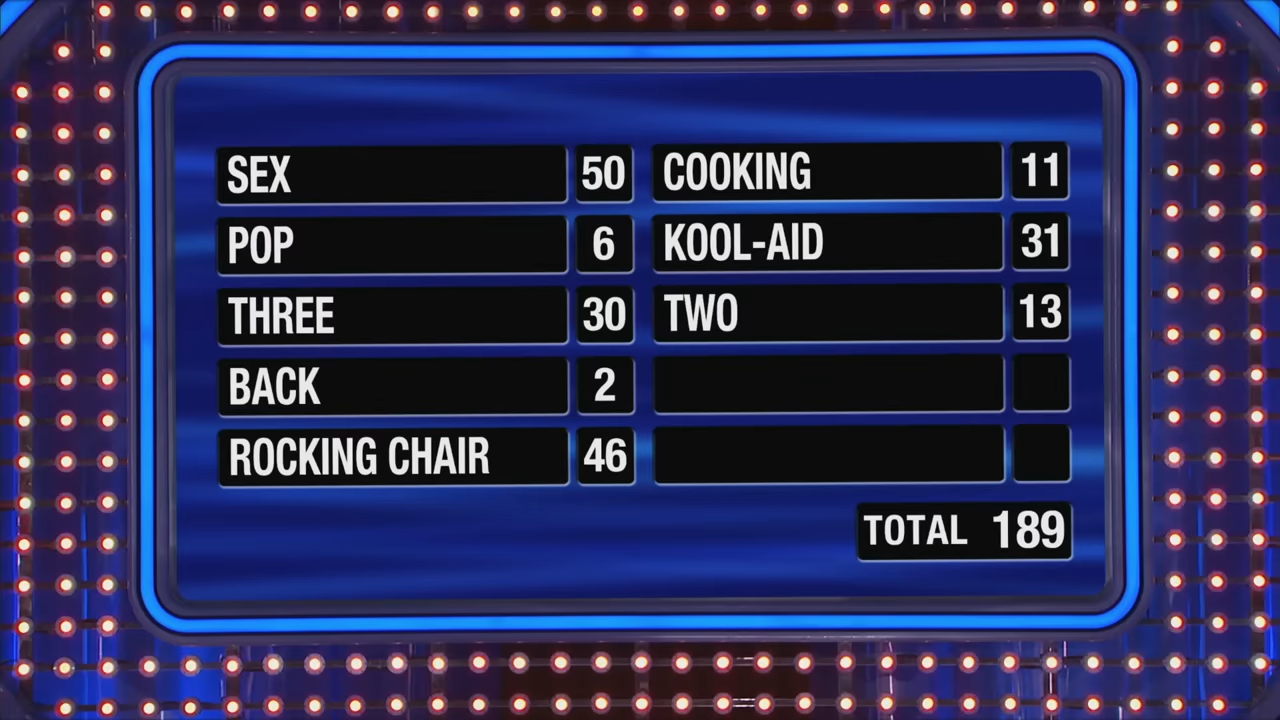 SEX 50
POP 6
THREE 30
BACK 2
ROCKING CHAIR 46
COOKING 11
KOOL-AID 31
TWO 13
TOTAL 189